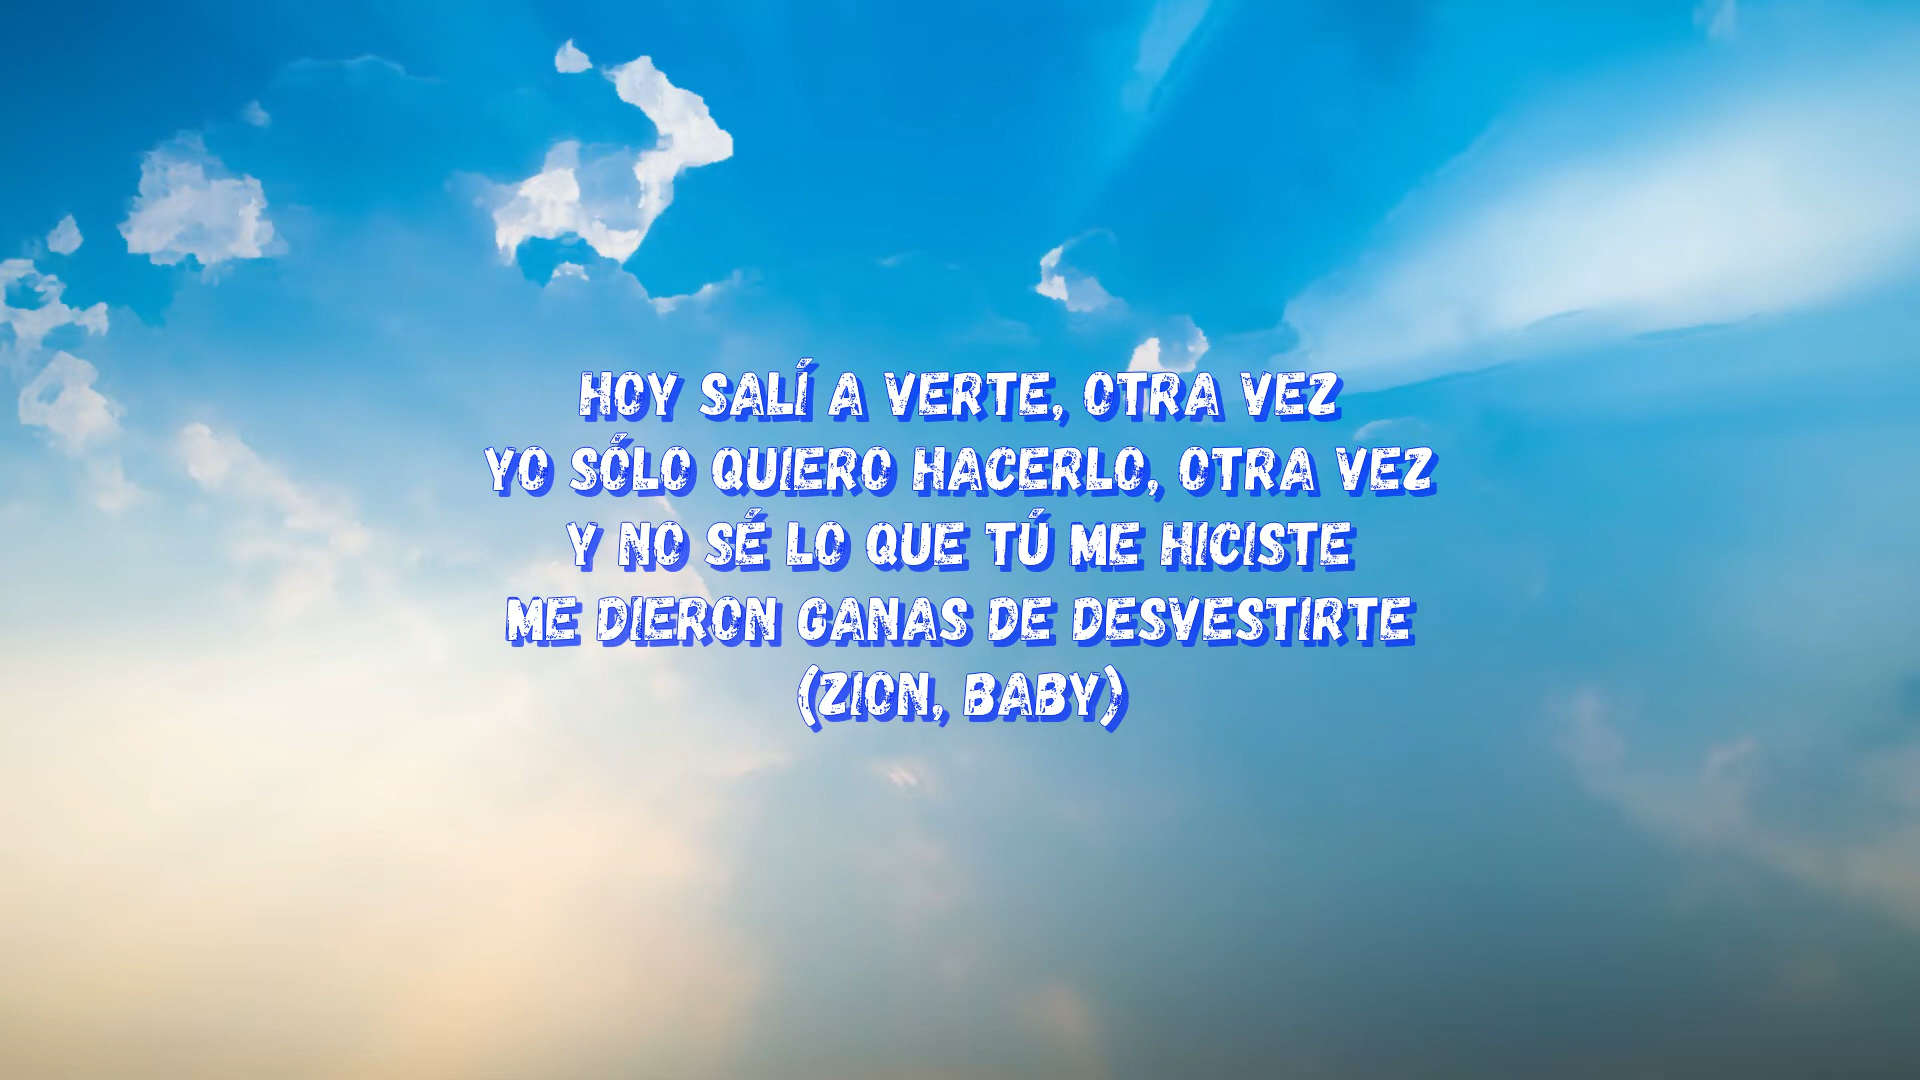 HOY SALÍ A VERTE, OTRA VEZ
YO SÓLO QUIERO HACERLO, OTRA VEZ
Y NO SÉ LO QUE TÚ ME HICISTE
ME DIERON GANAS DE DESVESTIRTE
(ZION, BABY)